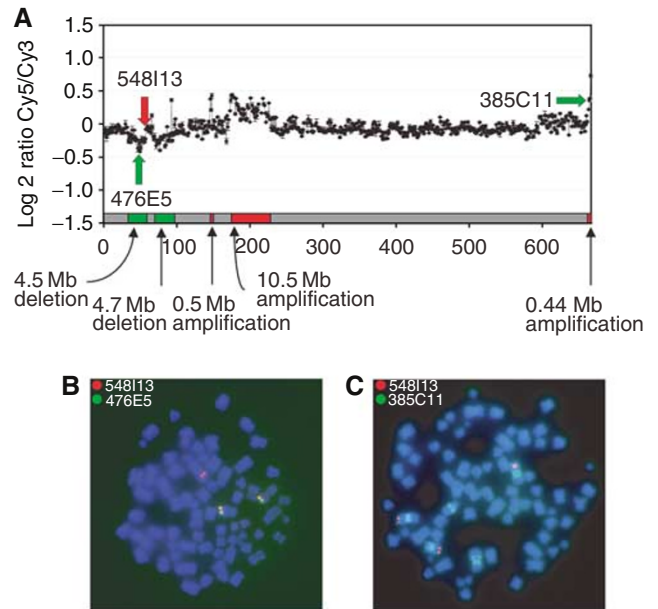 A
Log 2 ratio Cy5/Cy3
1.5
1.0
0.5
0
−0.5
−1.0
−1.5
548I13
476E5
385C11
0 100 200 300 400 500 600
4.5 Mb
deletion
4.7 Mb
deletion
0.5 Mb
amplification
10.5 Mb
amplification
0.44 Mb
amplification
B
548I13
476E5
C
548I13
385C11